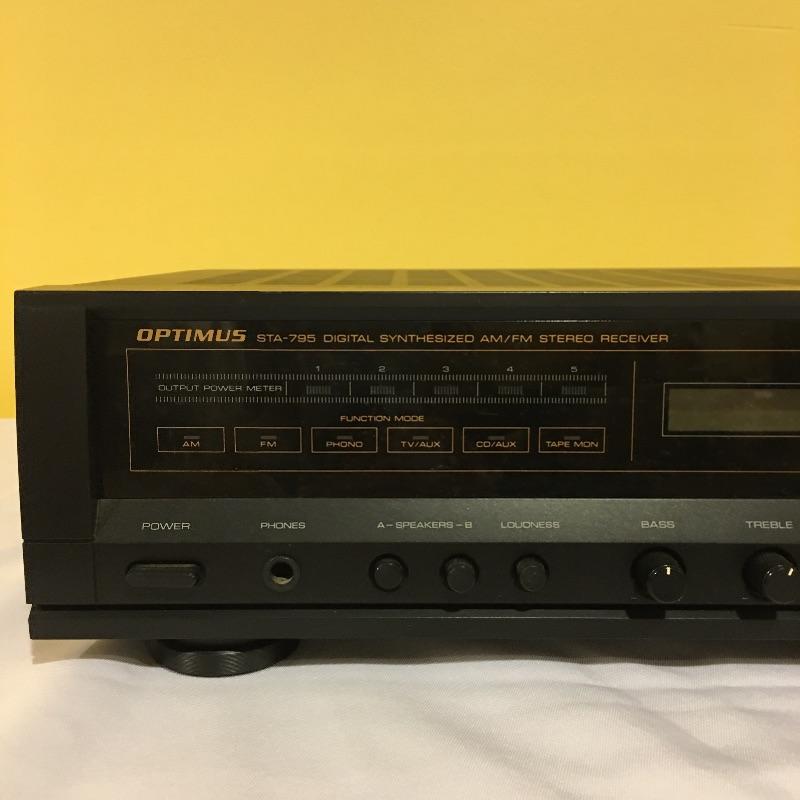 OPTIMUS STA-795 DIGITAL SYNTHESIZED AM/FM STEREO RECEIVER
1 2 3 4 5
OUTPUT POWER METER
FUNCTION MODE
AM FM PHONO TV/AUX CD/AUX TAPE MON
POWER PHONES A-SPEAKERS-B LOUDNESS BASS TREBLE